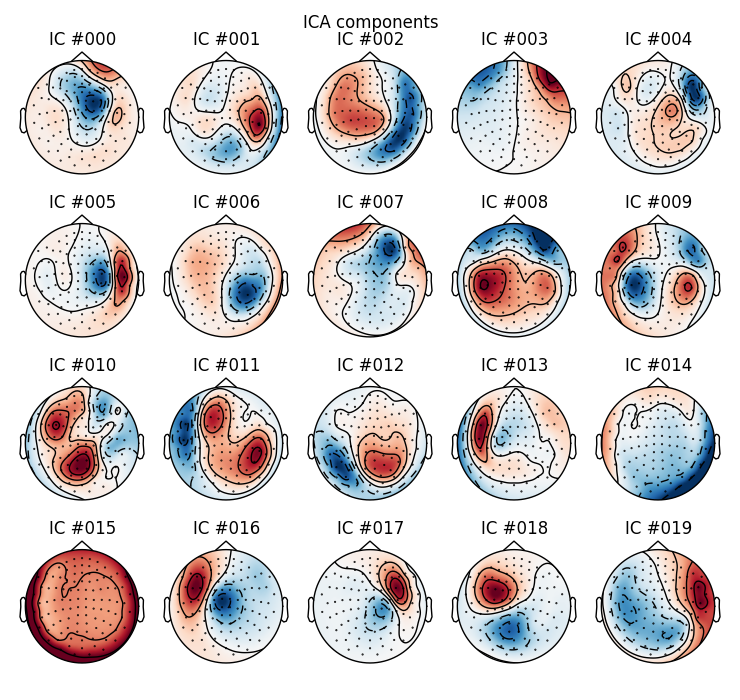 ICA components
IC #000 IC #001 IC #002 IC #003 IC #004
IC #005 IC #006 IC #007 IC #008 IC #009
IC #010 IC #011 IC #012 IC #013 IC #014
IC #015 IC #016 IC #017 IC #018 IC #019